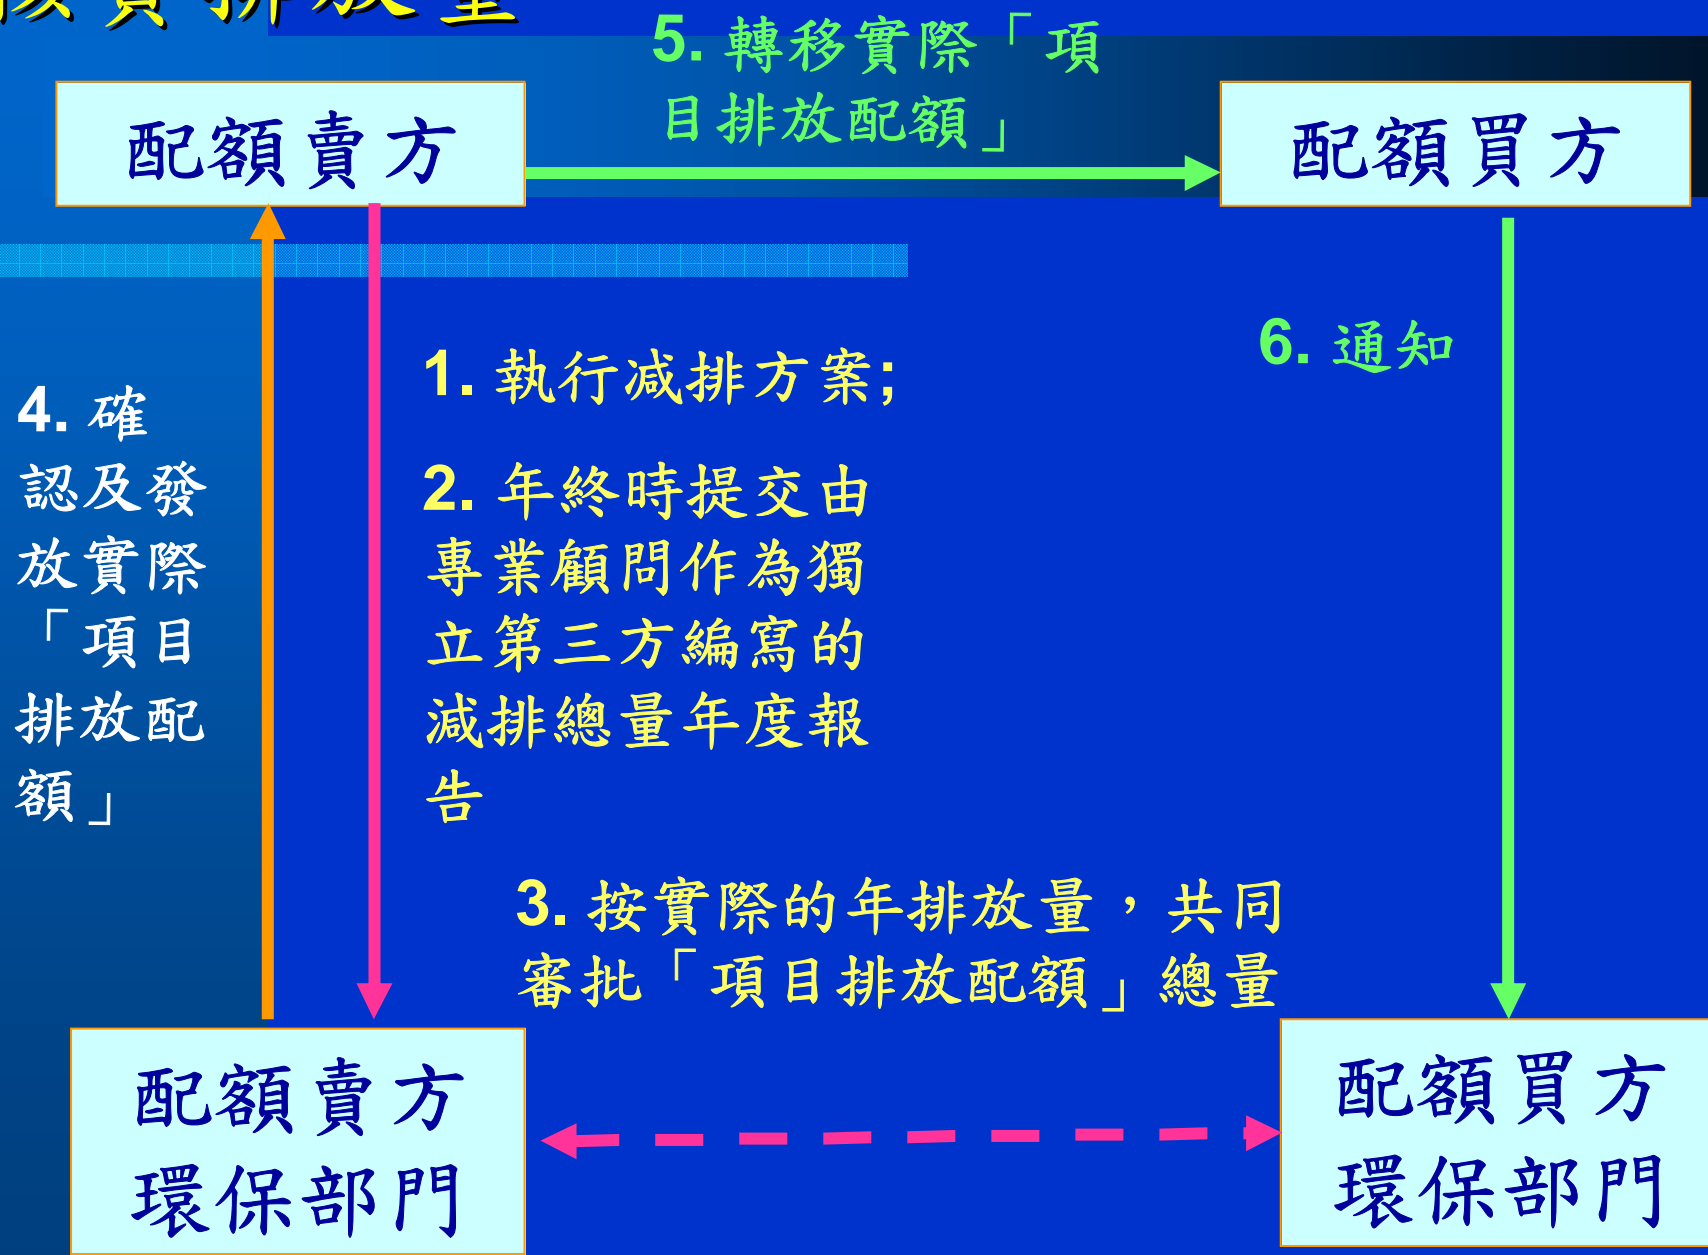 排放量
5. 轉移實際「項
目排放配額」
配額賣方
配額買方
1. 執行減排方案;
6. 通知
4. 確
認及發
放實際
「項目
排放配
額」
2. 年終時提交由
專業顧問作為獨
立第三方編寫的
減排總量年度報
告
3. 按實際的年排放量，共同
審批「項目排放配額」總量
配額賣方
環保部門
配額買方
環保部門